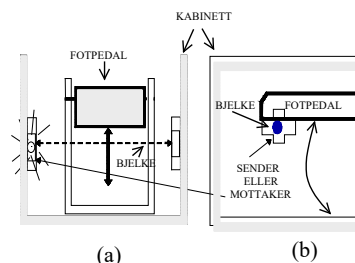 KABINETT
FOTPEDAL
BJELKE
BJELKE
FOTPEDAL
SENDER
ELLER
MOTTAKER
(a)
(b)